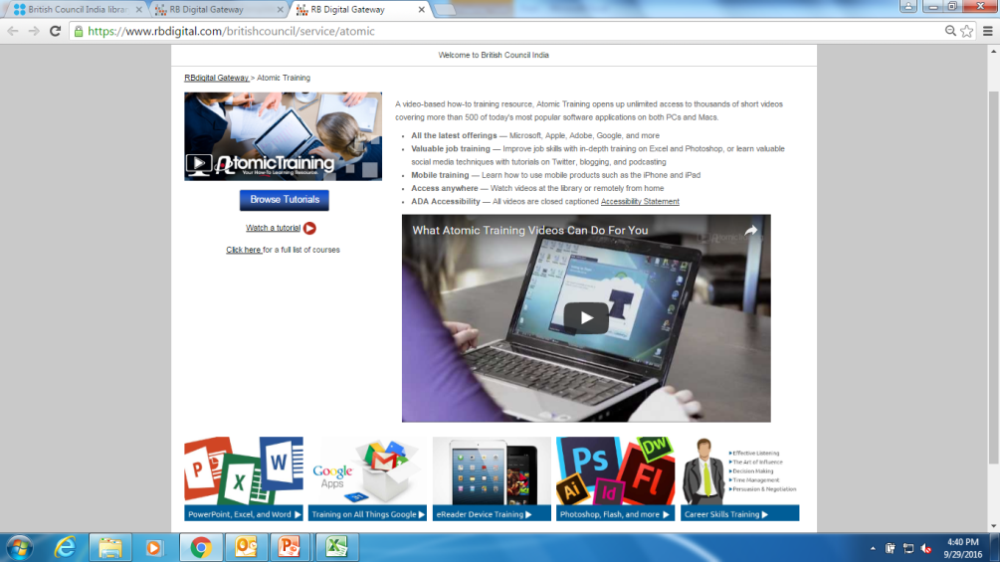 British Council India librar
RB Digital Gateway
RB Digital Gateway
https://www.rbdigital.com/britishcouncil/service/atomic
Welcome to British Council India
RBdigital Gateway > Atomic Training
AtomicTraining
Your How-To Learning Resource.
Browse Tutorials
Watch a tutorial
Click here for a full list of courses
A video-based how-to training resource, Atomic Training opens up unlimited access to thousands of short videos
covering more than 500 of today's most popular software applications on both PCs and Macs.
• All the latest offerings — Microsoft, Apple, Adobe, Google, and more
• Valuable job training — Improve job skills with in-depth training on Excel and Photoshop, or learn valuable
social media techniques with tutorials on Twitter, blogging, and podcasting
• Mobile training — Learn how to use mobile products such as the iPhone and iPad
• Access anywhere — Watch videos at the library or remotely from home
• ADA Accessibility — All videos are closed captioned Accessibility Statement
What Atomic Training Videos Can Do For You
P X W
PowerPoint, Excel, and Word
Google
Apps
Training on All Things Google
eReader Device Training
Ps Dw
Ai Id Fl
Photoshop, Flash, and more
Effective Listening
The Art of Influence
Decision Making
Time Management
Persuasion & Negotiation
Career Skills Training
4:40 PM
9/29/2016